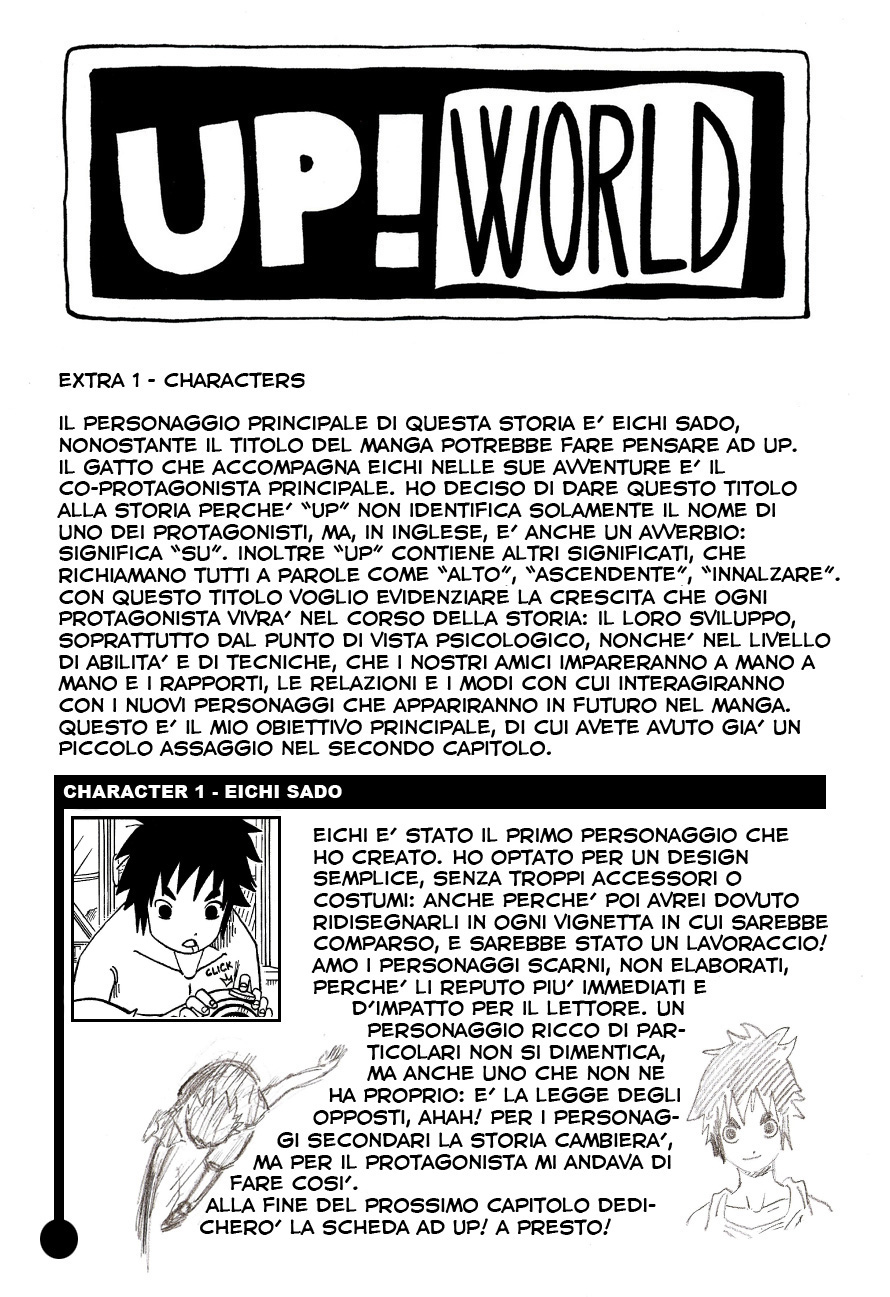 UP! WORLD
EXTRA 1 - CHARACTERS
IL PERSONAGGIO PRINCIPALE DI QUESTA STORIA E' EICHI SADO,
NONOSTANTE IL TITOLO DEL MANGA POTREBBE FARE PENSARE AD UP.
IL GATTO CHE ACCOMPAGNA EICHI NELLE SUE AVVENTURE E' IL
CO-PROTAGONISTA PRINCIPALE. HO DECISO DI DARE QUESTO TITOLO
ALLA STORIA PERCHE' "UP" NON IDENTIFICA SOLAMENTE IL NOME DI
UNO DEI PROTAGONISTI, MA, IN INGLESE, E' ANCHE UN AVVERBIO:
SIGNIFICA "SU". INOLTRE "UP" CONTIENE ALTRI SIGNIFICATI, CHE
RICHIAMANO TUTTI A PAROLE COME "ALTO", "ASCENDENTE", "INNALZARE".
CON QUESTO TITOLO VOGLIO EVIDENZIARE LA CRESCITA CHE OGNI
PROTAGONISTA VIVRA' NEL CORSO DELLA STORIA: IL LORO SVILUPPO,
SOPRATTUTTO DAL PUNTO DI VISTA PSICOLOGICO, NONCHE' NEL LIVELLO
DI ABILITA' E DI TECNICHE, CHE I NOSTRI AMICI IMPARERANNO A MANO A
MANO E I RAPPORTI, LE RELAZIONI E I MODI CON CUI INTERAGIRANNO
CON I NUOVI PERSONAGGI CHE APPARIRANNO IN FUTURO NEL MANGA.
QUESTO E' IL MIO OBIETTIVO PRINCIPALE, DI CUI AVETE AVUTO GIA' UN
PICCOLO ASSAGGIO NEL SECONDO CAPITOLO.
CHARACTER 1 - EICHI SADO
CLICK
EICHI E' STATO IL PRIMO PERSONAGGIO CHE
HO CREATO. HO OPTATO PER UN DESIGN
SEMPLICE, SENZA TROPPI ACCESSORI O
COSTUMI: ANCHE PERCHE' POI AVREI DOVUTO
RIDISEGNARLI IN OGNI VIGNETTA IN CUI SAREBBE
COMPARSO, E SAREBBE STATO UN LAVORACCIO!
AMO I PERSONAGGI SCARNI, NON ELABORATI,
PERCHE' LI REPUTO PIU' IMMEDIATI E
D'IMPATTO PER IL LETTORE. UN
PERSONAGGIO RICCO DI PAR-
TICOLARI NON SI DIMENTICA,
MA ANCHE UNO CHE NON NE
HA PROPRIO: E' LA LEGGE DEGLI
OPPOSTI, AHAH! PER I PERSONAG-
GI SECONDARI LA STORIA CAMBIERA',
MA PER IL PROTAGONISTA MI ANDAVA DI
FARE COSI'.
ALLA FINE DEL PROSSIMO CAPITOLO DEDI-
CHERO' LA SCHEDA AD UP! A PRESTO!